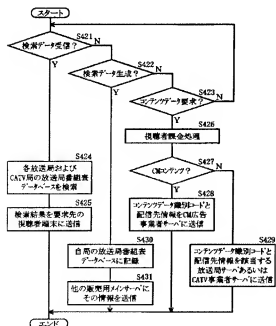 スタート
S421
検索データ受信?
N
S422
Y
検索データ生成?
N
S423
Y
コンテンツデータ要求?
N
Y
S426
視聴者課金処理
S424
各放送局および
CATV局の放送局番組表
データベースを検索
S427
CMコンテンツ?
N
Y
S425
検索結果を要求先の
視聴者端末に送信
S428
コンテンツデータ識別コードと
配信先情報をCM広告
事業者サーバに送信
S430
自局の放送局番組表
データベースに記録
S429
コンテンツデータ識別コードと
配信先情報を該当する
放送局サーバあるいは
CATV事業者サーバに送信
S431
他の販売用メインサーバに
その情報を送信
エンド